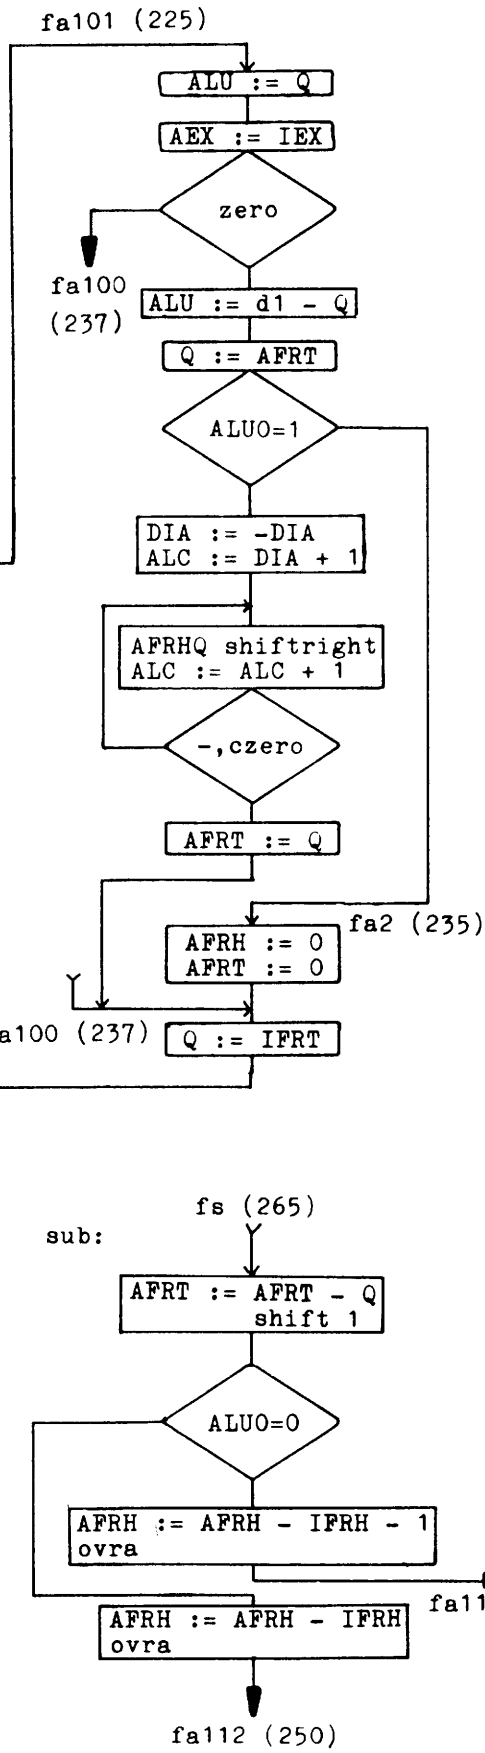 fa101 (225)
ALU := Q
AEX := IEX
zero
fa100
(237)
ALU := d1 - Q
Q := AFRT
ALU0=1
DIA := -DIA
ALC := DIA + 1
AFRHQ shiftright
ALC := ALC + 1
-,czero
AFRT := Q
fa2 (235)
AFRH := 0
AFRT := 0
a100 (237)
Q := IFRT
fs (265)
sub:
AFRT := AFRT - Q
shift 1
ALU0=0
AFRH := AFRH - IFRH - 1
ovra
fa11
AFRH := AFRH - IFRH
ovra
fa112 (250)